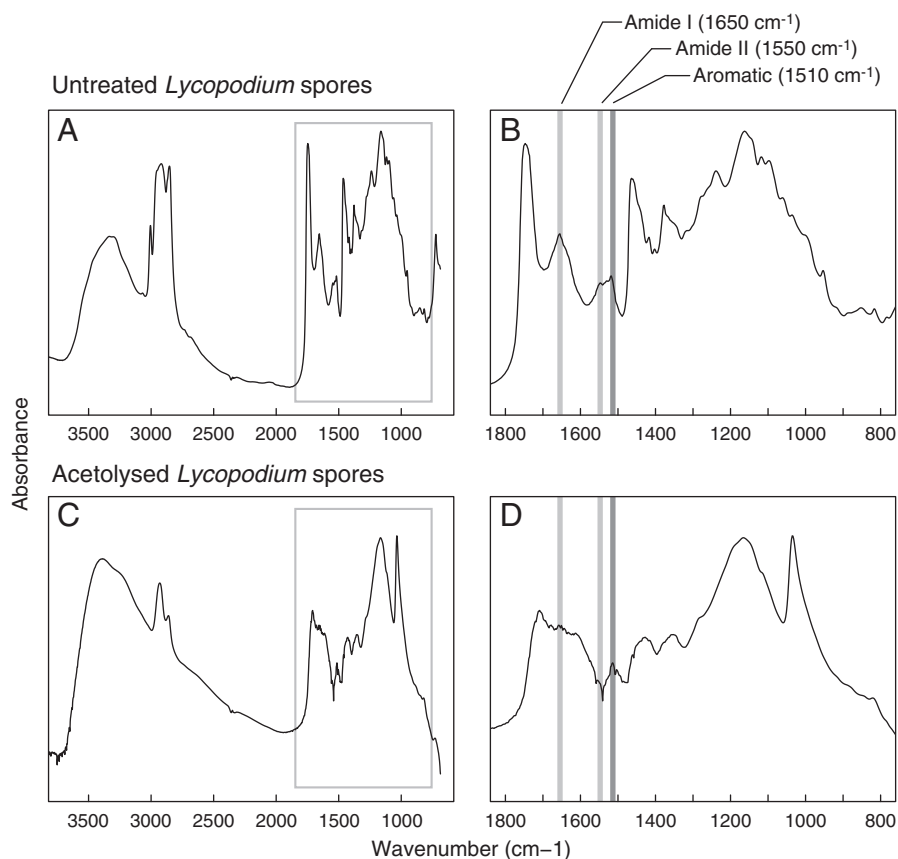 Amide I (1650 cm-1)
Amide II (1550 cm-1)
Aromatic (1510 cm-1)
Untreated Lycopodium spores
A
B
3500 3000 2500 2000 1500 1000
1800 1600 1400 1200 1000 800
Absorbance
Acetolysed Lycopodium spores
C
D
3500 3000 2500 2000 1500 1000
1800 1600 1400 1200 1000 800
Wavenumber (cm−1)